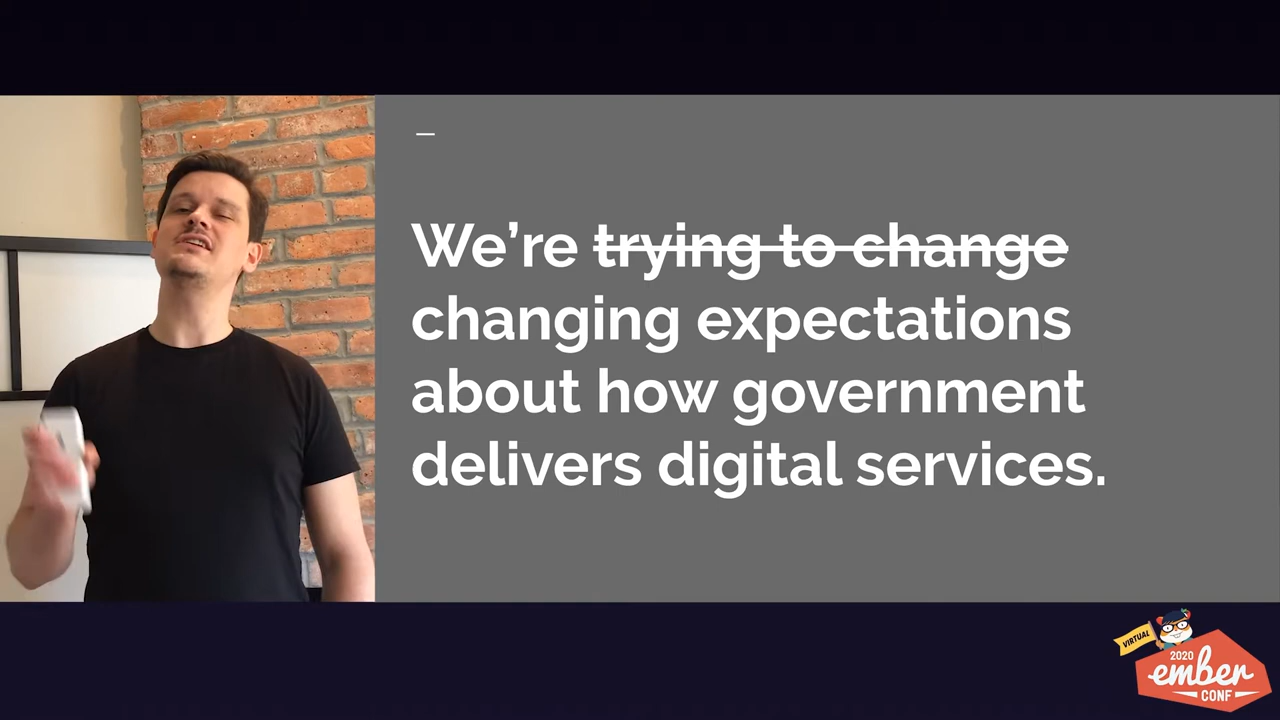 We're trying to change
changing expectations
about how government
delivers digital services.
VIRTUAL
2020
ember
CONF